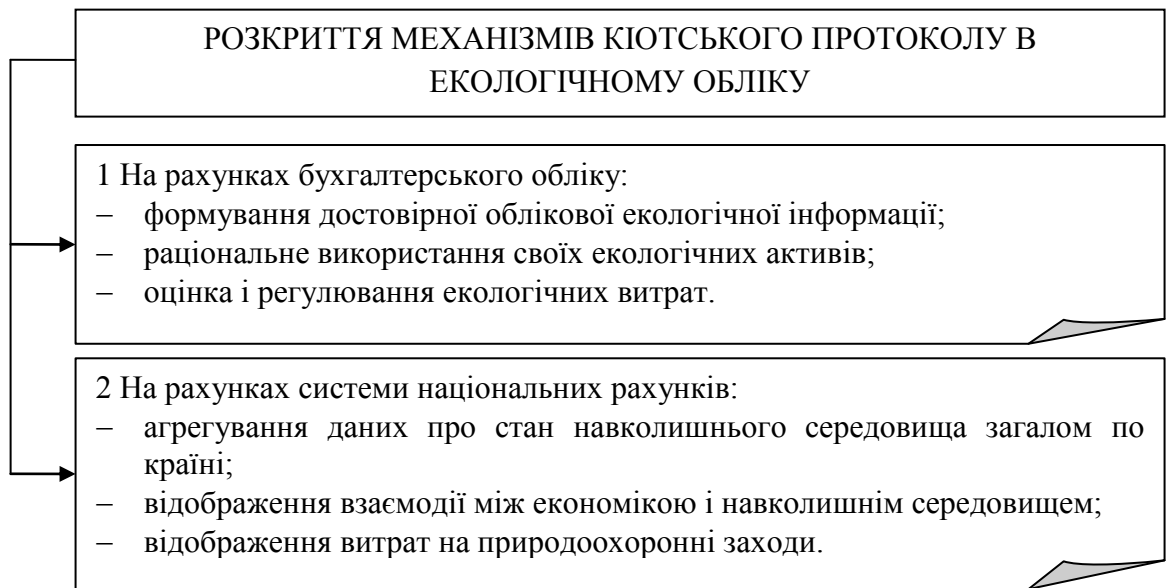 РОЗКРИТТЯ МЕХАНІЗМІВ КІОТСЬКОГО ПРОТОКОЛУ В
ЕКОЛОГІЧНОМУ ОБЛІКУ
1 На рахунках бухгалтерського обліку:
− формування достовірної облікової екологічної інформації;
− раціональне використання своїх екологічних активів;
− оцінка і регулювання екологічних витрат.
2 На рахунках системи національних рахунків:
− агрегування даних про стан навколишнього середовища загалом по
країні;
− відображення взаємодії між економікою і навколишнім середовищем;
− відображення витрат на природоохоронні заходи.